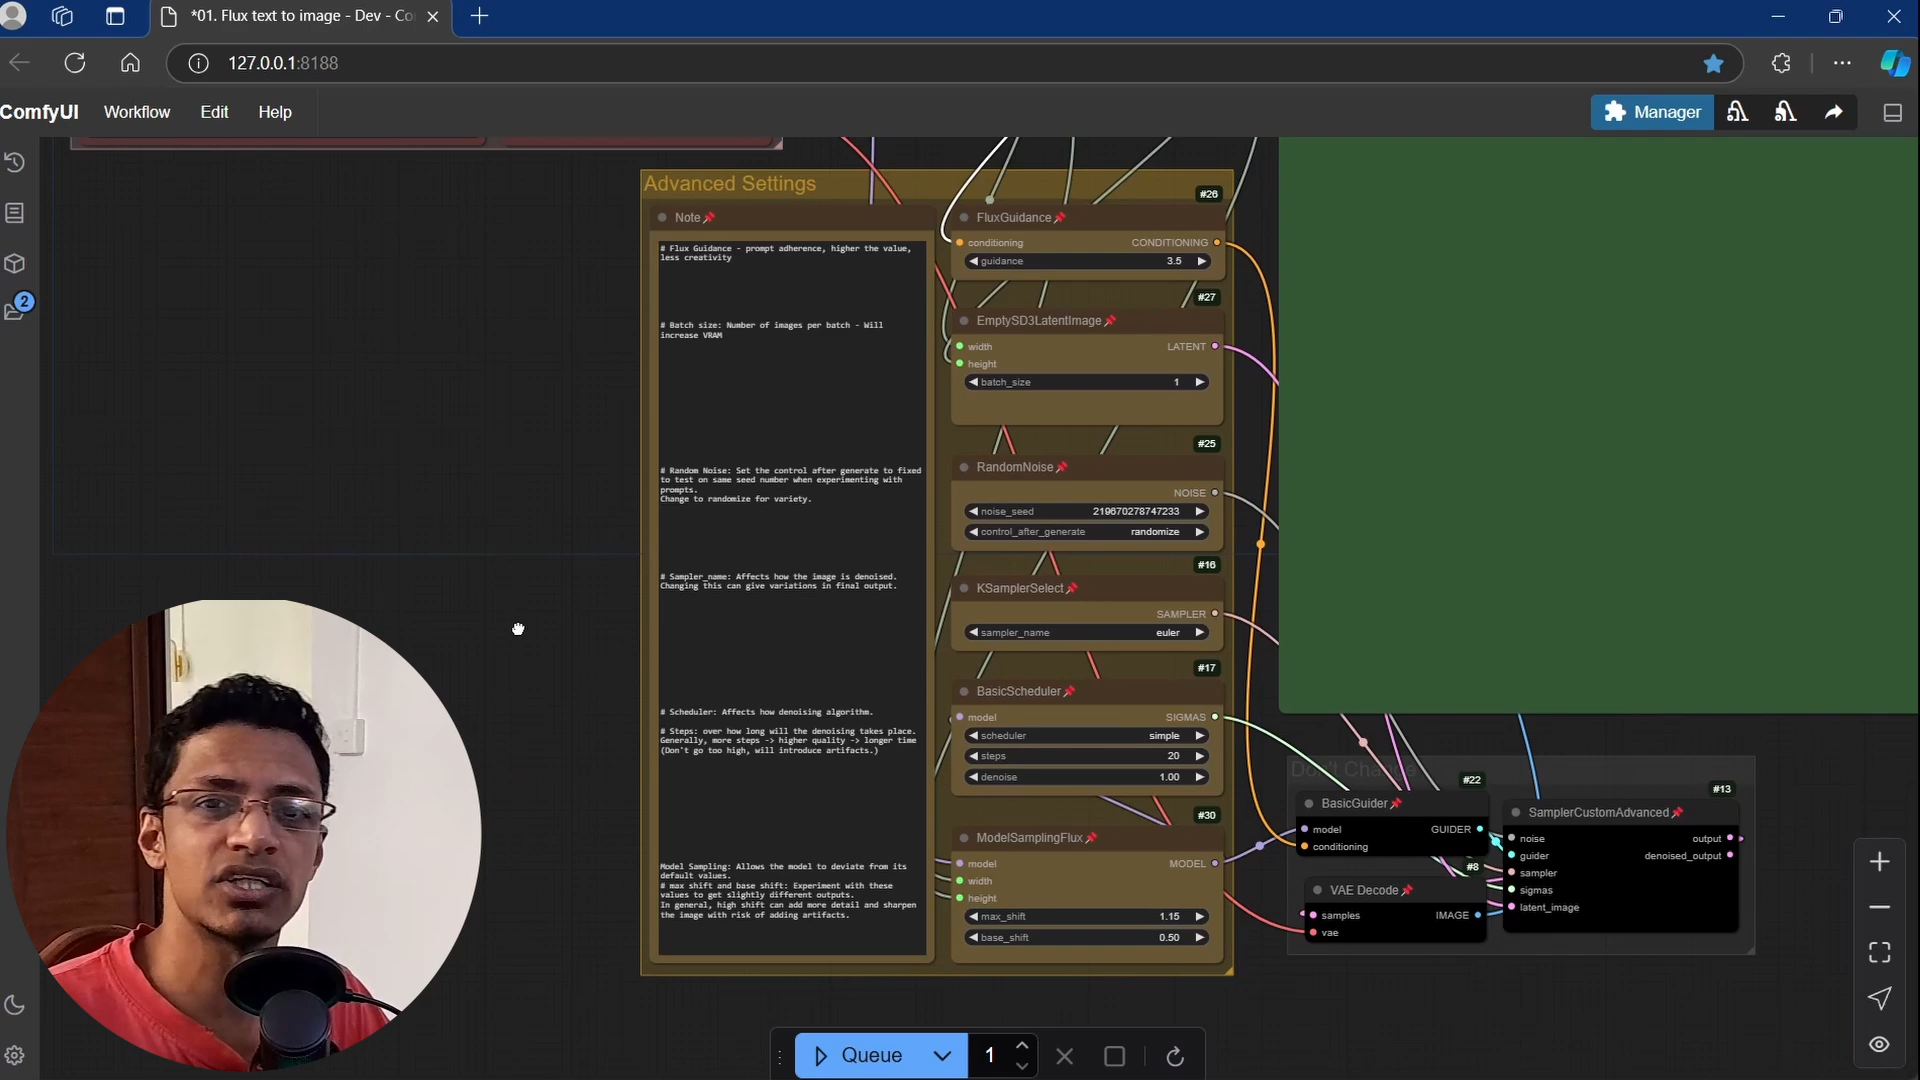 *01. Flux text to image - Dev - Co
127.0.0.1:8188
ComfyUI
Workflow
Edit
Help
Manager
2
Advanced Settings
Note
# Flux Guidance - prompt adherence, higher the value,
less creativity
# Batch size: Number of images per batch - Will
increase VRAM
# Random Noise: Set the control after generate to fixed
to test on same seed number when experimenting with
prompts.
Change to randomize for variety.
# Sampler_name: Affects how the image is denoised.
Changing this can give variations in final output.
# Scheduler: Affects how denoising algorithm.
# Steps: over how long will the denoising takes place.
Generally, more steps -> higher quality -> longer time
(Don't go too high, will introduce artifacts.)
Model Sampling: Allows the model to deviate from its
default values.
# max shift and base shift: Experiment with these
values to get slightly different outputs.
In general, high shift can add more detail and sharpen
the image with risk of adding artifacts.
#26
FluxGuidance
conditioning CONDITIONING
guidance 3.5
#27
EmptySD3LatentImage
width LATENT
height
batch_size 1
#25
RandomNoise
NOISE
noise_seed 219670278747233
control_after_generate randomize
#16
KSamplerSelect
SAMPLER
sampler_name euler
#17
BasicScheduler
model SIGMAS
scheduler simple
steps 20
denoise 1.00
#30
ModelSamplingFlux
model MODEL
width
height
max_shift 1.15
base_shift 0.50
Don't Change
#22
BasicGuider
model GUIDER
conditioning
#8
VAE Decode
samples IMAGE
vae
#13
SamplerCustomAdvanced
noise output
guider denoised_output
sampler
sigmas
latent_image
Queue
1